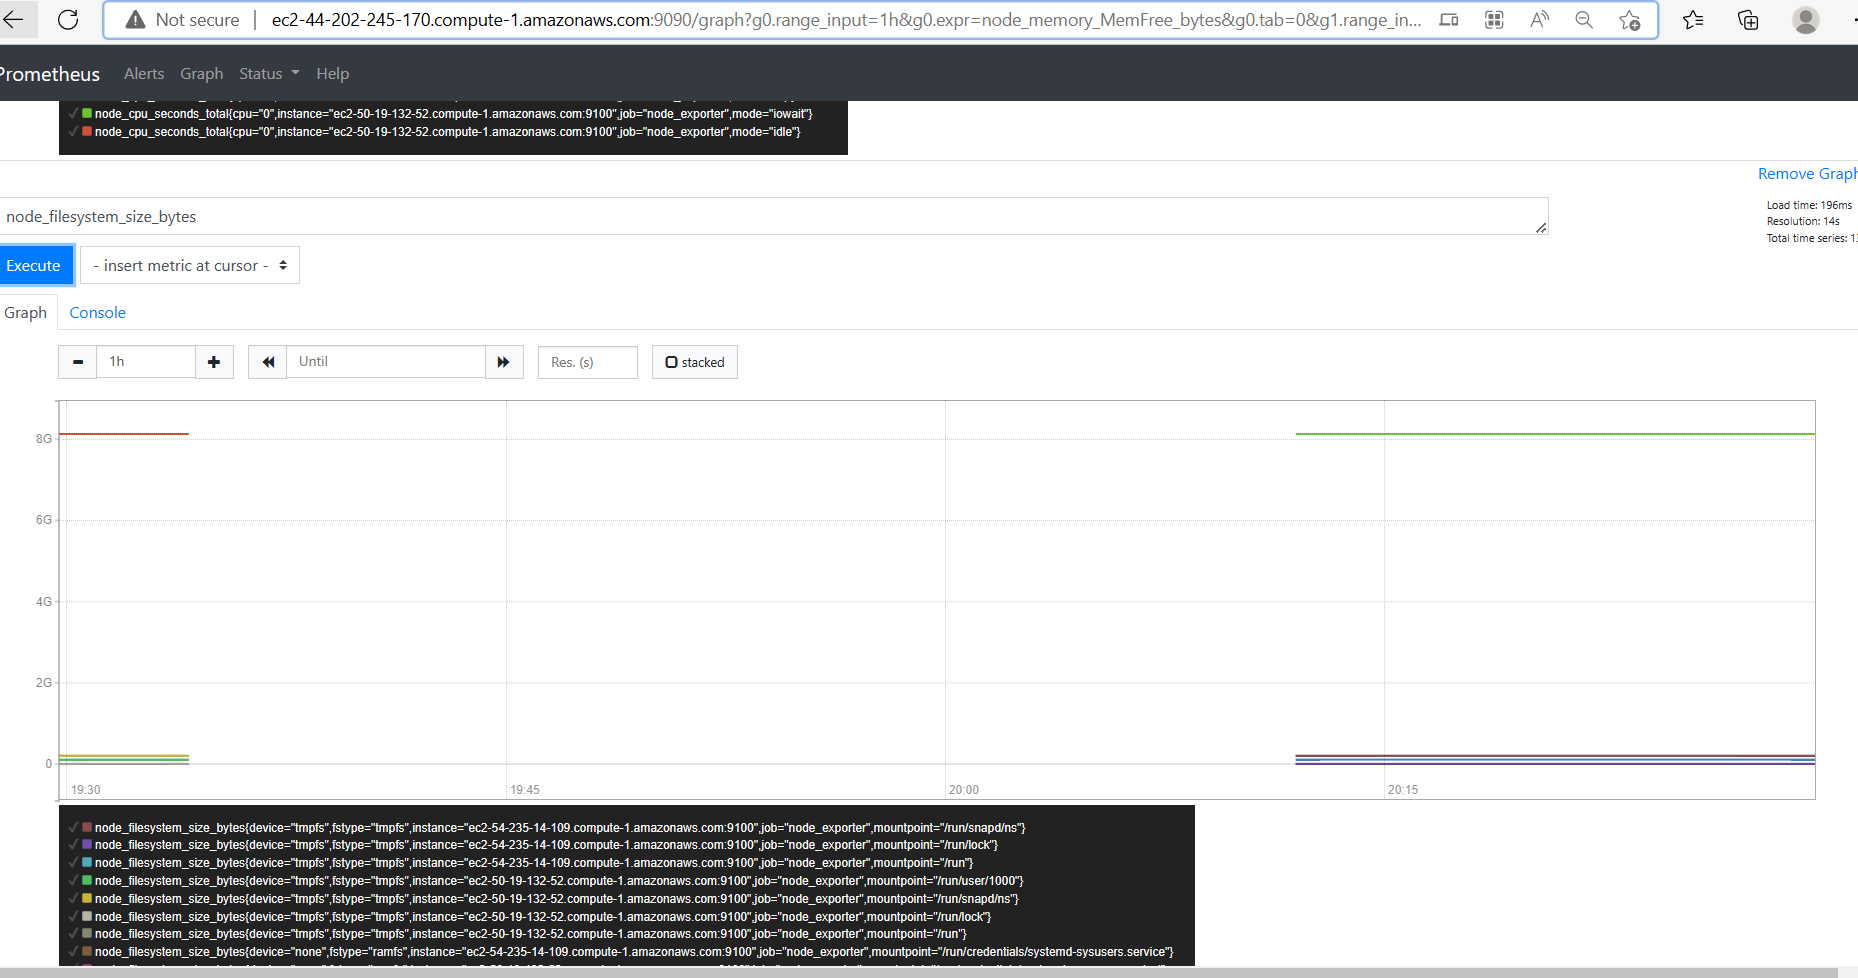 Not secure | ec2-44-202-245-170.compute-1.amazonaws.com:9090/graph?g0.range_input=1h&g0.expr=node_memory_MemFree_bytes&g0.tab=0&g1.range_in...
Prometheus Alerts Graph Status Help
node_cpu_seconds_total{cpu="0",instance="ec2-50-19-132-52.compute-1.amazonaws.com:9100",job="node_exporter",mode="iowait"}
node_cpu_seconds_total{cpu="0",instance="ec2-50-19-132-52.compute-1.amazonaws.com:9100",job="node_exporter",mode="idle"}
Remove Graph
node_filesystem_size_bytes
Load time: 196ms
Resolution: 14s
Total time series: 13
Execute - insert metric at cursor -
Graph Console
1h Until Res. (s) stacked
8G
6G
4G
2G
0
19:30 19:45 20:00 20:15
node_filesystem_size_bytes{device="tmpfs",fstype="tmpfs",instance="ec2-54-235-14-109.compute-1.amazonaws.com:9100",job="node_exporter",mountpoint="/run/snapd/ns"}
node_filesystem_size_bytes{device="tmpfs",fstype="tmpfs",instance="ec2-54-235-14-109.compute-1.amazonaws.com:9100",job="node_exporter",mountpoint="/run/lock"}
node_filesystem_size_bytes{device="tmpfs",fstype="tmpfs",instance="ec2-54-235-14-109.compute-1.amazonaws.com:9100",job="node_exporter",mountpoint="/run"}
node_filesystem_size_bytes{device="tmpfs",fstype="tmpfs",instance="ec2-50-19-132-52.compute-1.amazonaws.com:9100",job="node_exporter",mountpoint="/run/user/1000"}
node_filesystem_size_bytes{device="tmpfs",fstype="tmpfs",instance="ec2-50-19-132-52.compute-1.amazonaws.com:9100",job="node_exporter",mountpoint="/run/snapd/ns"}
node_filesystem_size_bytes{device="tmpfs",fstype="tmpfs",instance="ec2-50-19-132-52.compute-1.amazonaws.com:9100",job="node_exporter",mountpoint="/run/lock"}
node_filesystem_size_bytes{device="tmpfs",fstype="tmpfs",instance="ec2-50-19-132-52.compute-1.amazonaws.com:9100",job="node_exporter",mountpoint="/run"}
node_filesystem_size_bytes{device="none",fstype="ramfs",instance="ec2-54-235-14-109.compute-1.amazonaws.com:9100",job="node_exporter",mountpoint="/run/credentials/systemd-sysusers.service"}